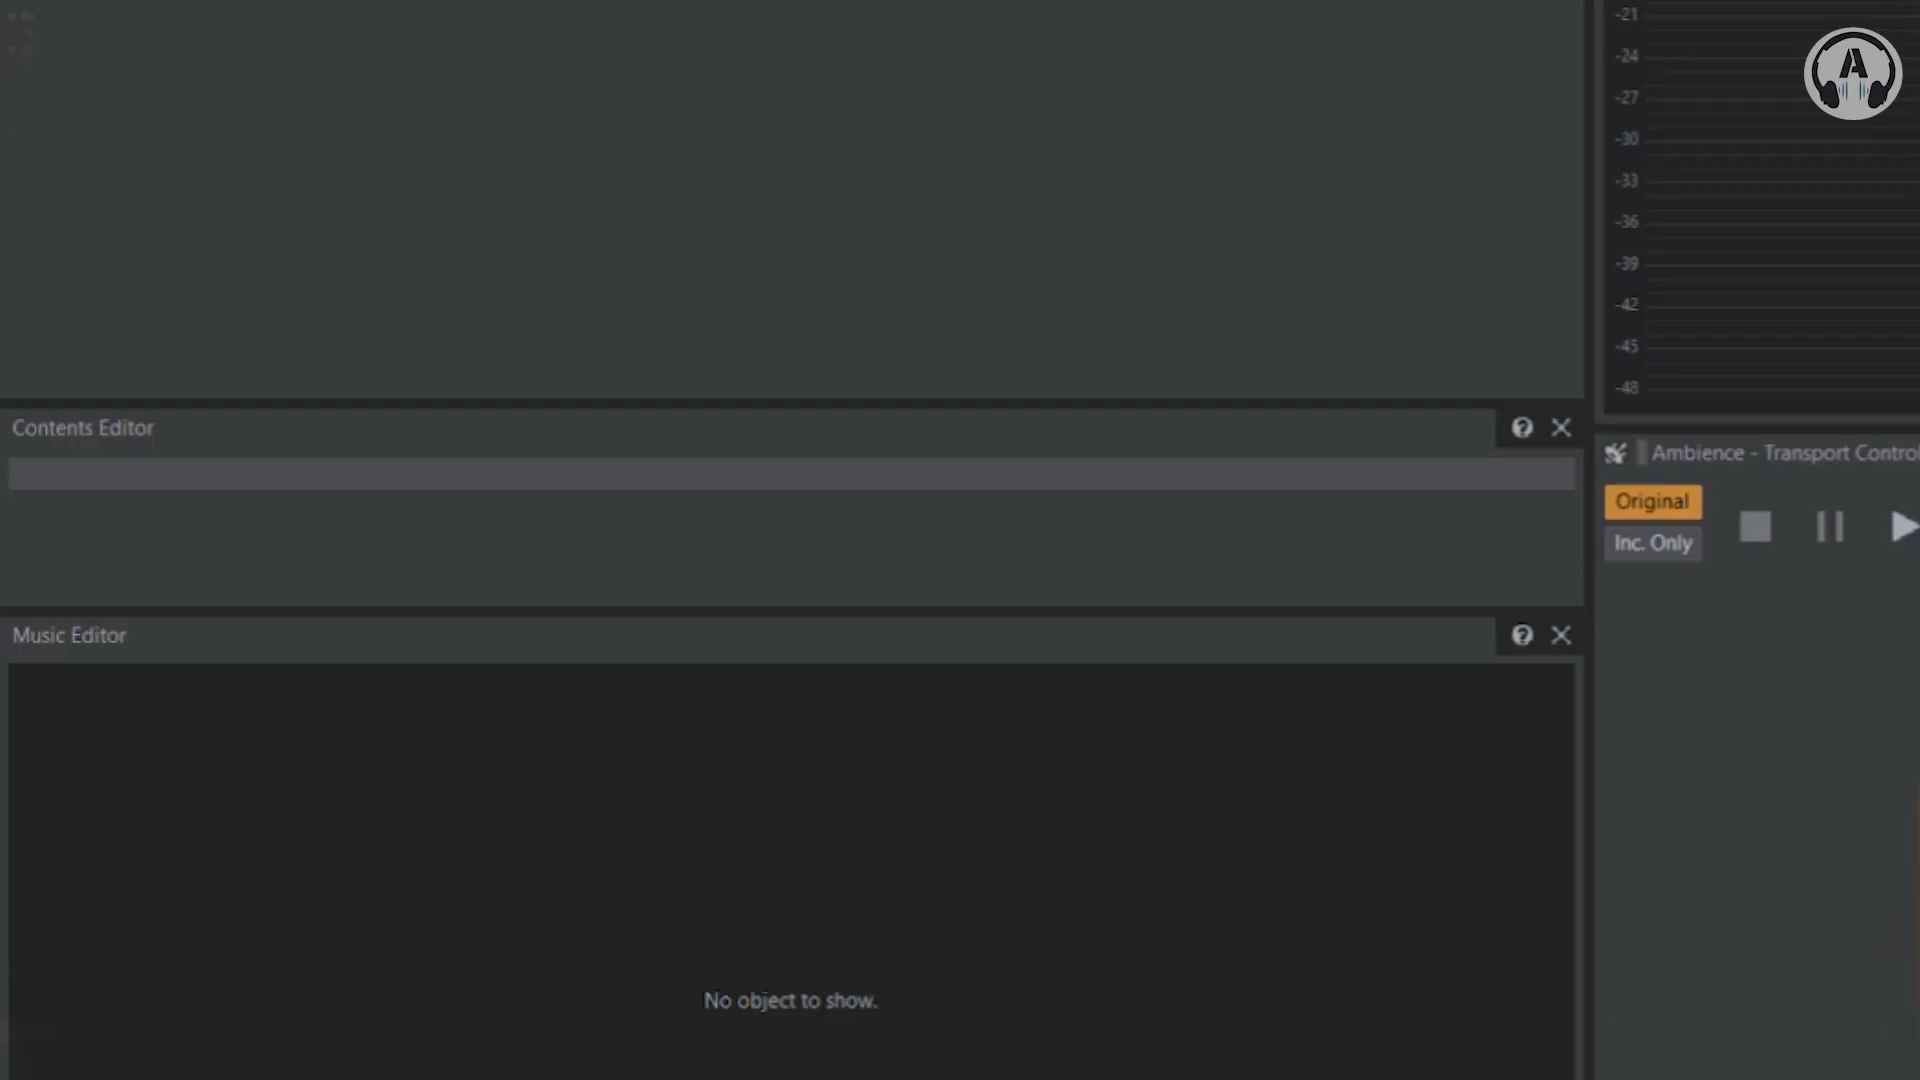 -21
-24
-27
-30
-33
-36
-39
-42
-45
-48
A
Contents Editor
Ambience - Transport Control
Original
Inc. Only
Music Editor
No object to show.